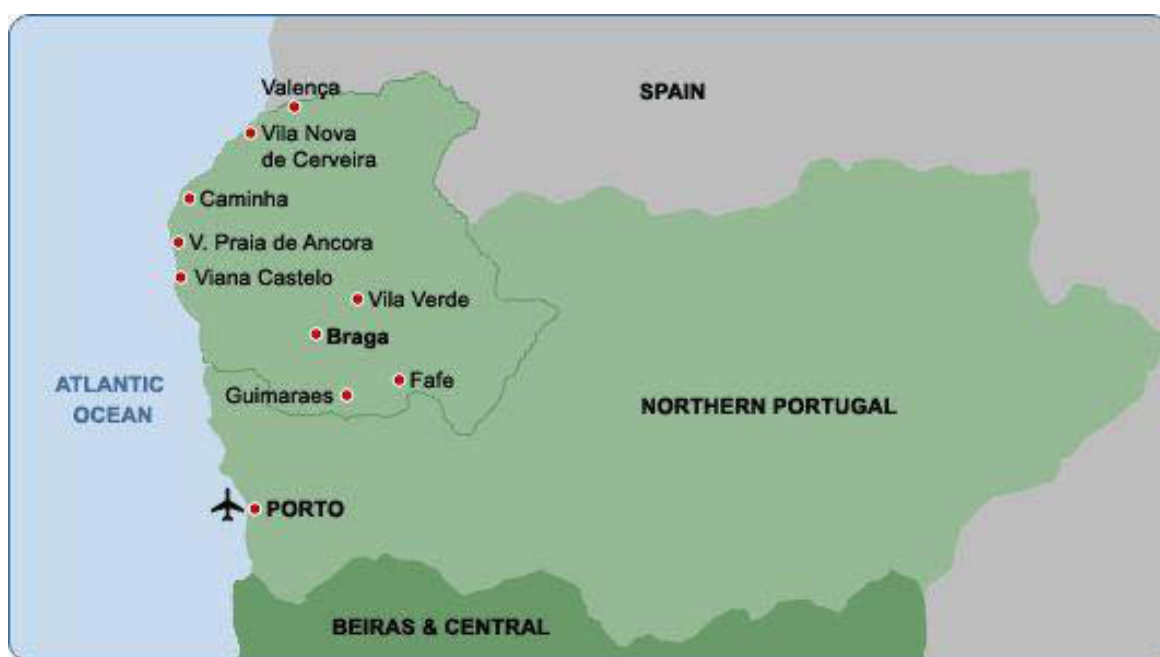 Valença
SPAIN
Vila Nova
de Cerveira
Caminha
V. Praia de Ancora
Viana Castelo
Vila Verde
Braga
ATLANTIC
OCEAN
Fafe
Guimaraes
NORTHERN PORTUGAL
PORTO
BEIRAS & CENTRAL